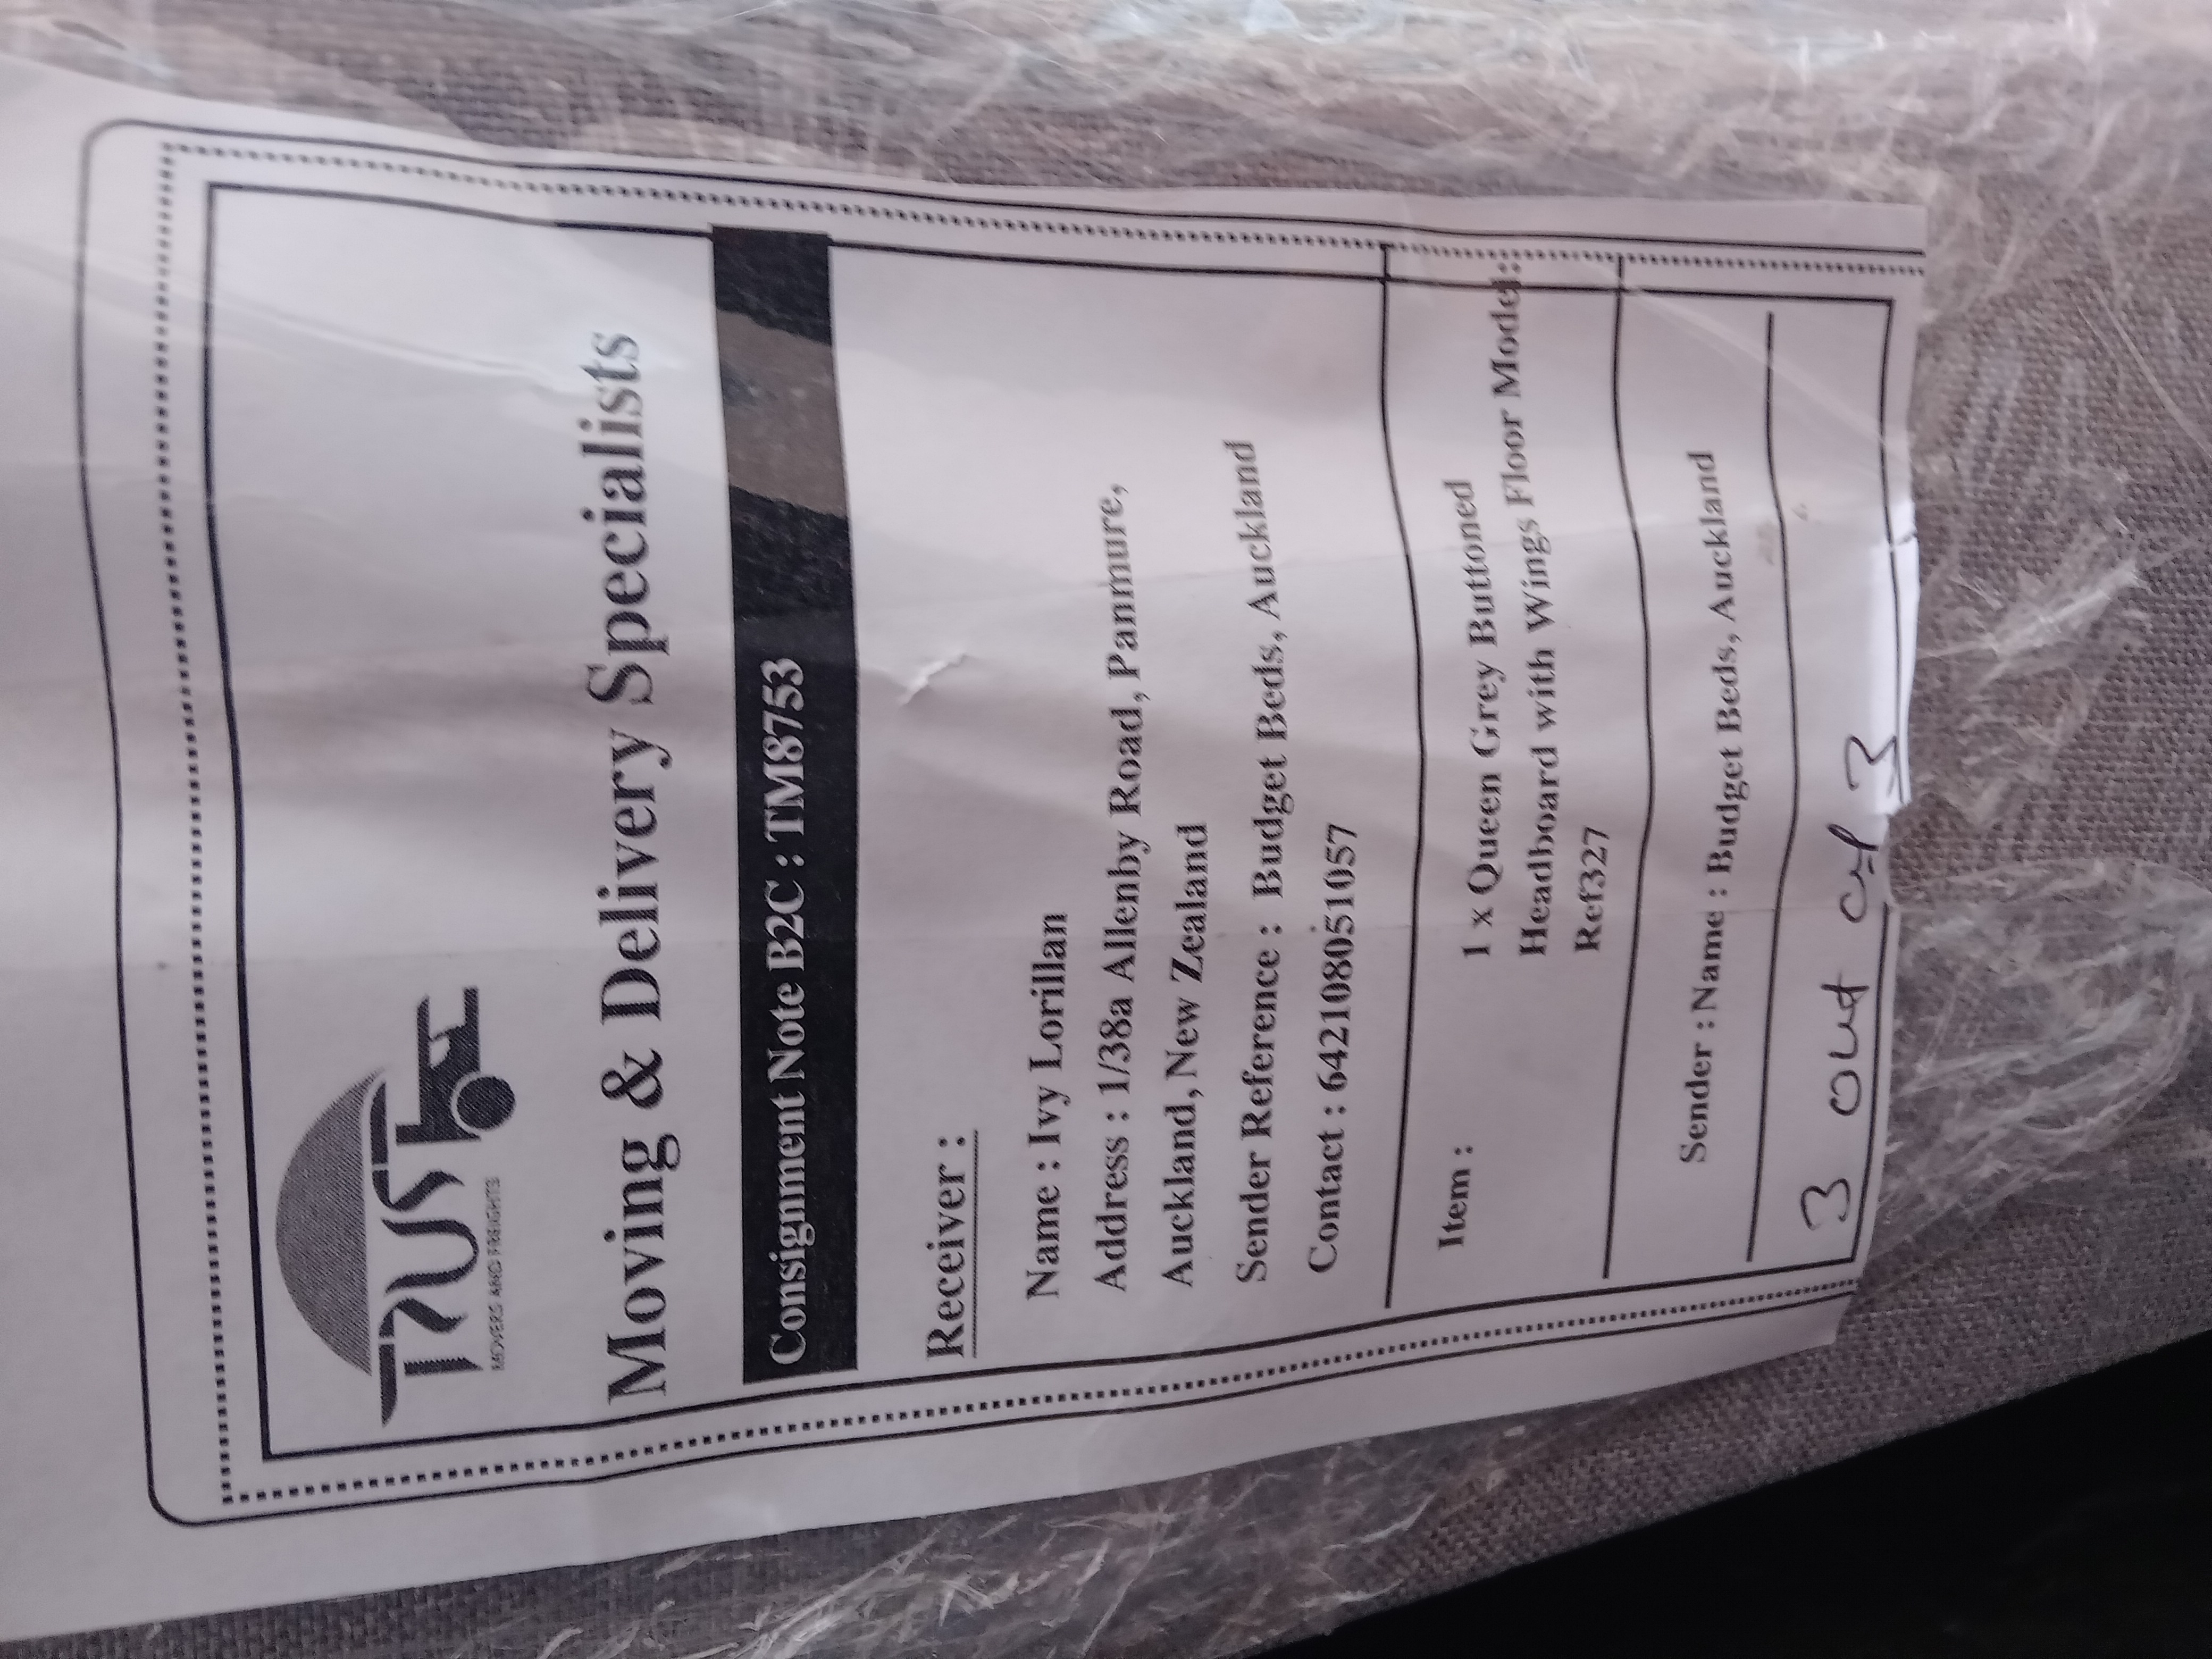 TRUST
MOVERS AND FREIGHTS
Moving & Delivery Specialists
Consignment Note B2C : TM8753
Receiver :
Name : Ivy Lorillan
Address : 1/38a Allenby Road, Panmure,
Auckland, New Zealand
Sender Reference : Budget Beds, Auckland
Contact : 6421080551057
Item :
1 x Queen Grey Buttoned
Headboard with Wings Floor Model:
Ref327
Sender : Name : Budget Beds, Auckland
3 out of 3